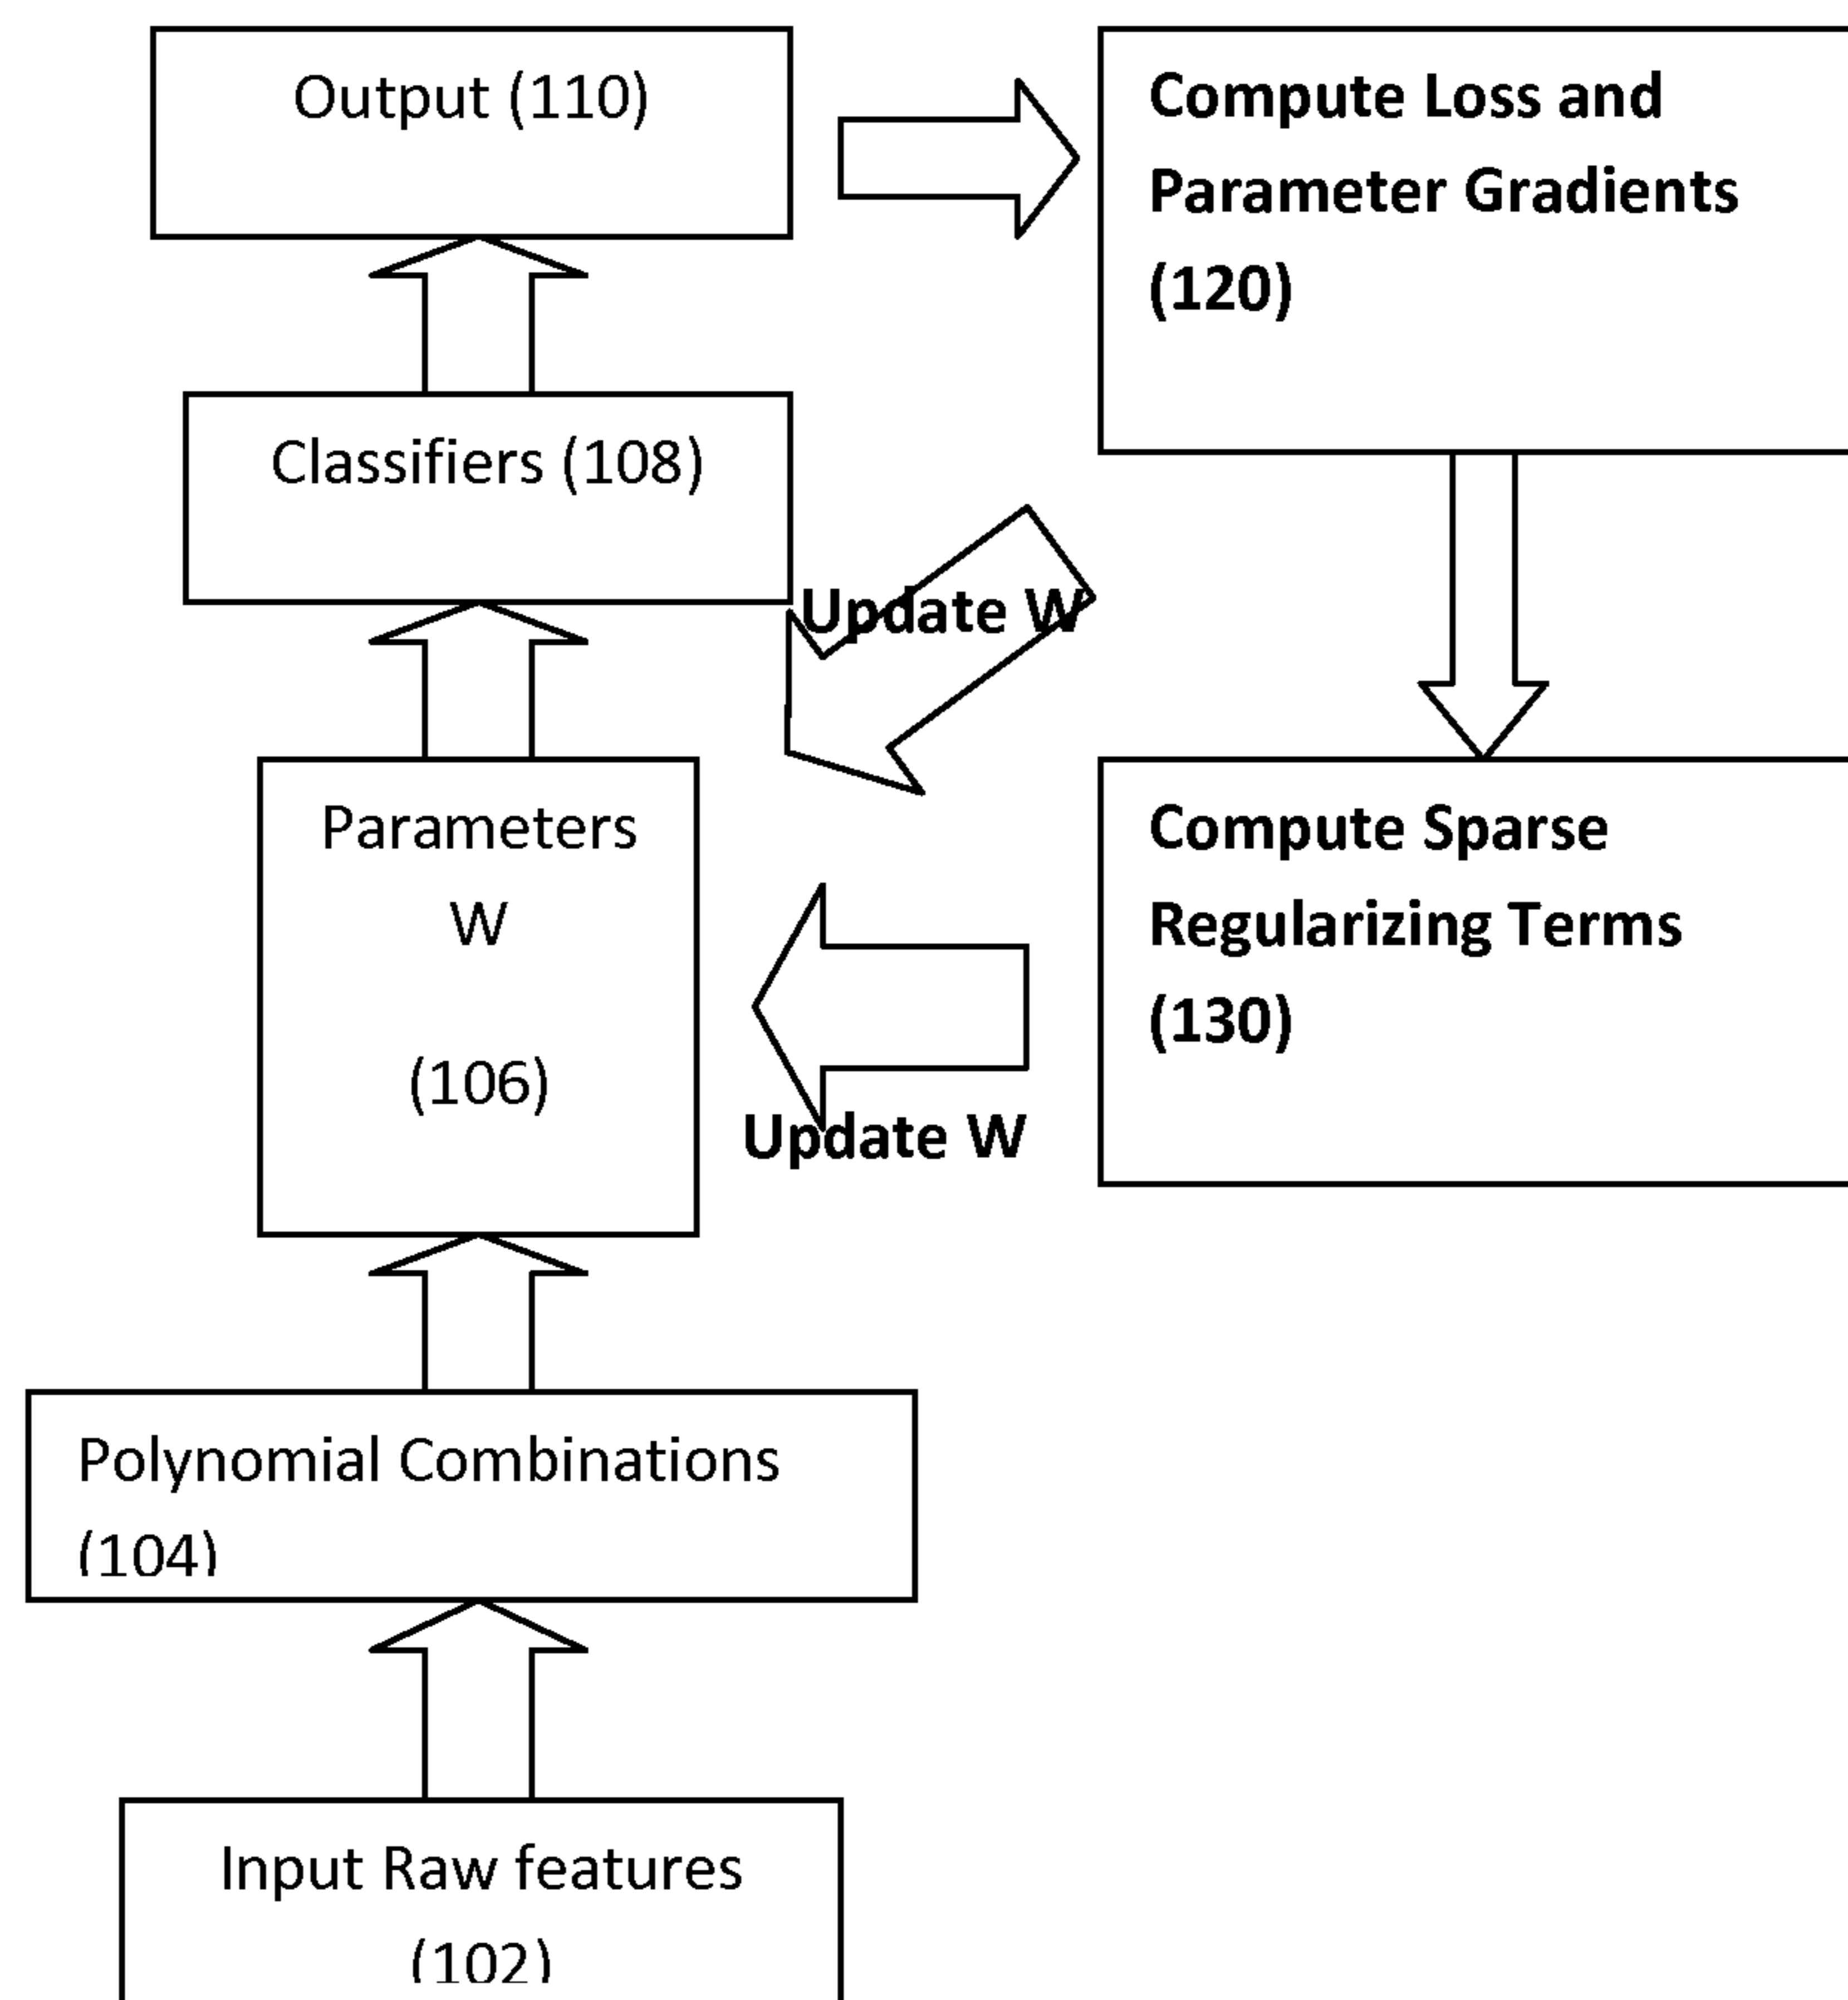 Output (110)
Compute Loss and
Parameter Gradients
(120)
Classifiers (108)
Update W
Parameters
W
(106)
Compute Sparse
Regularizing Terms
(130)
Update W
Polynomial Combinations
(104)
Input Raw features
(102)